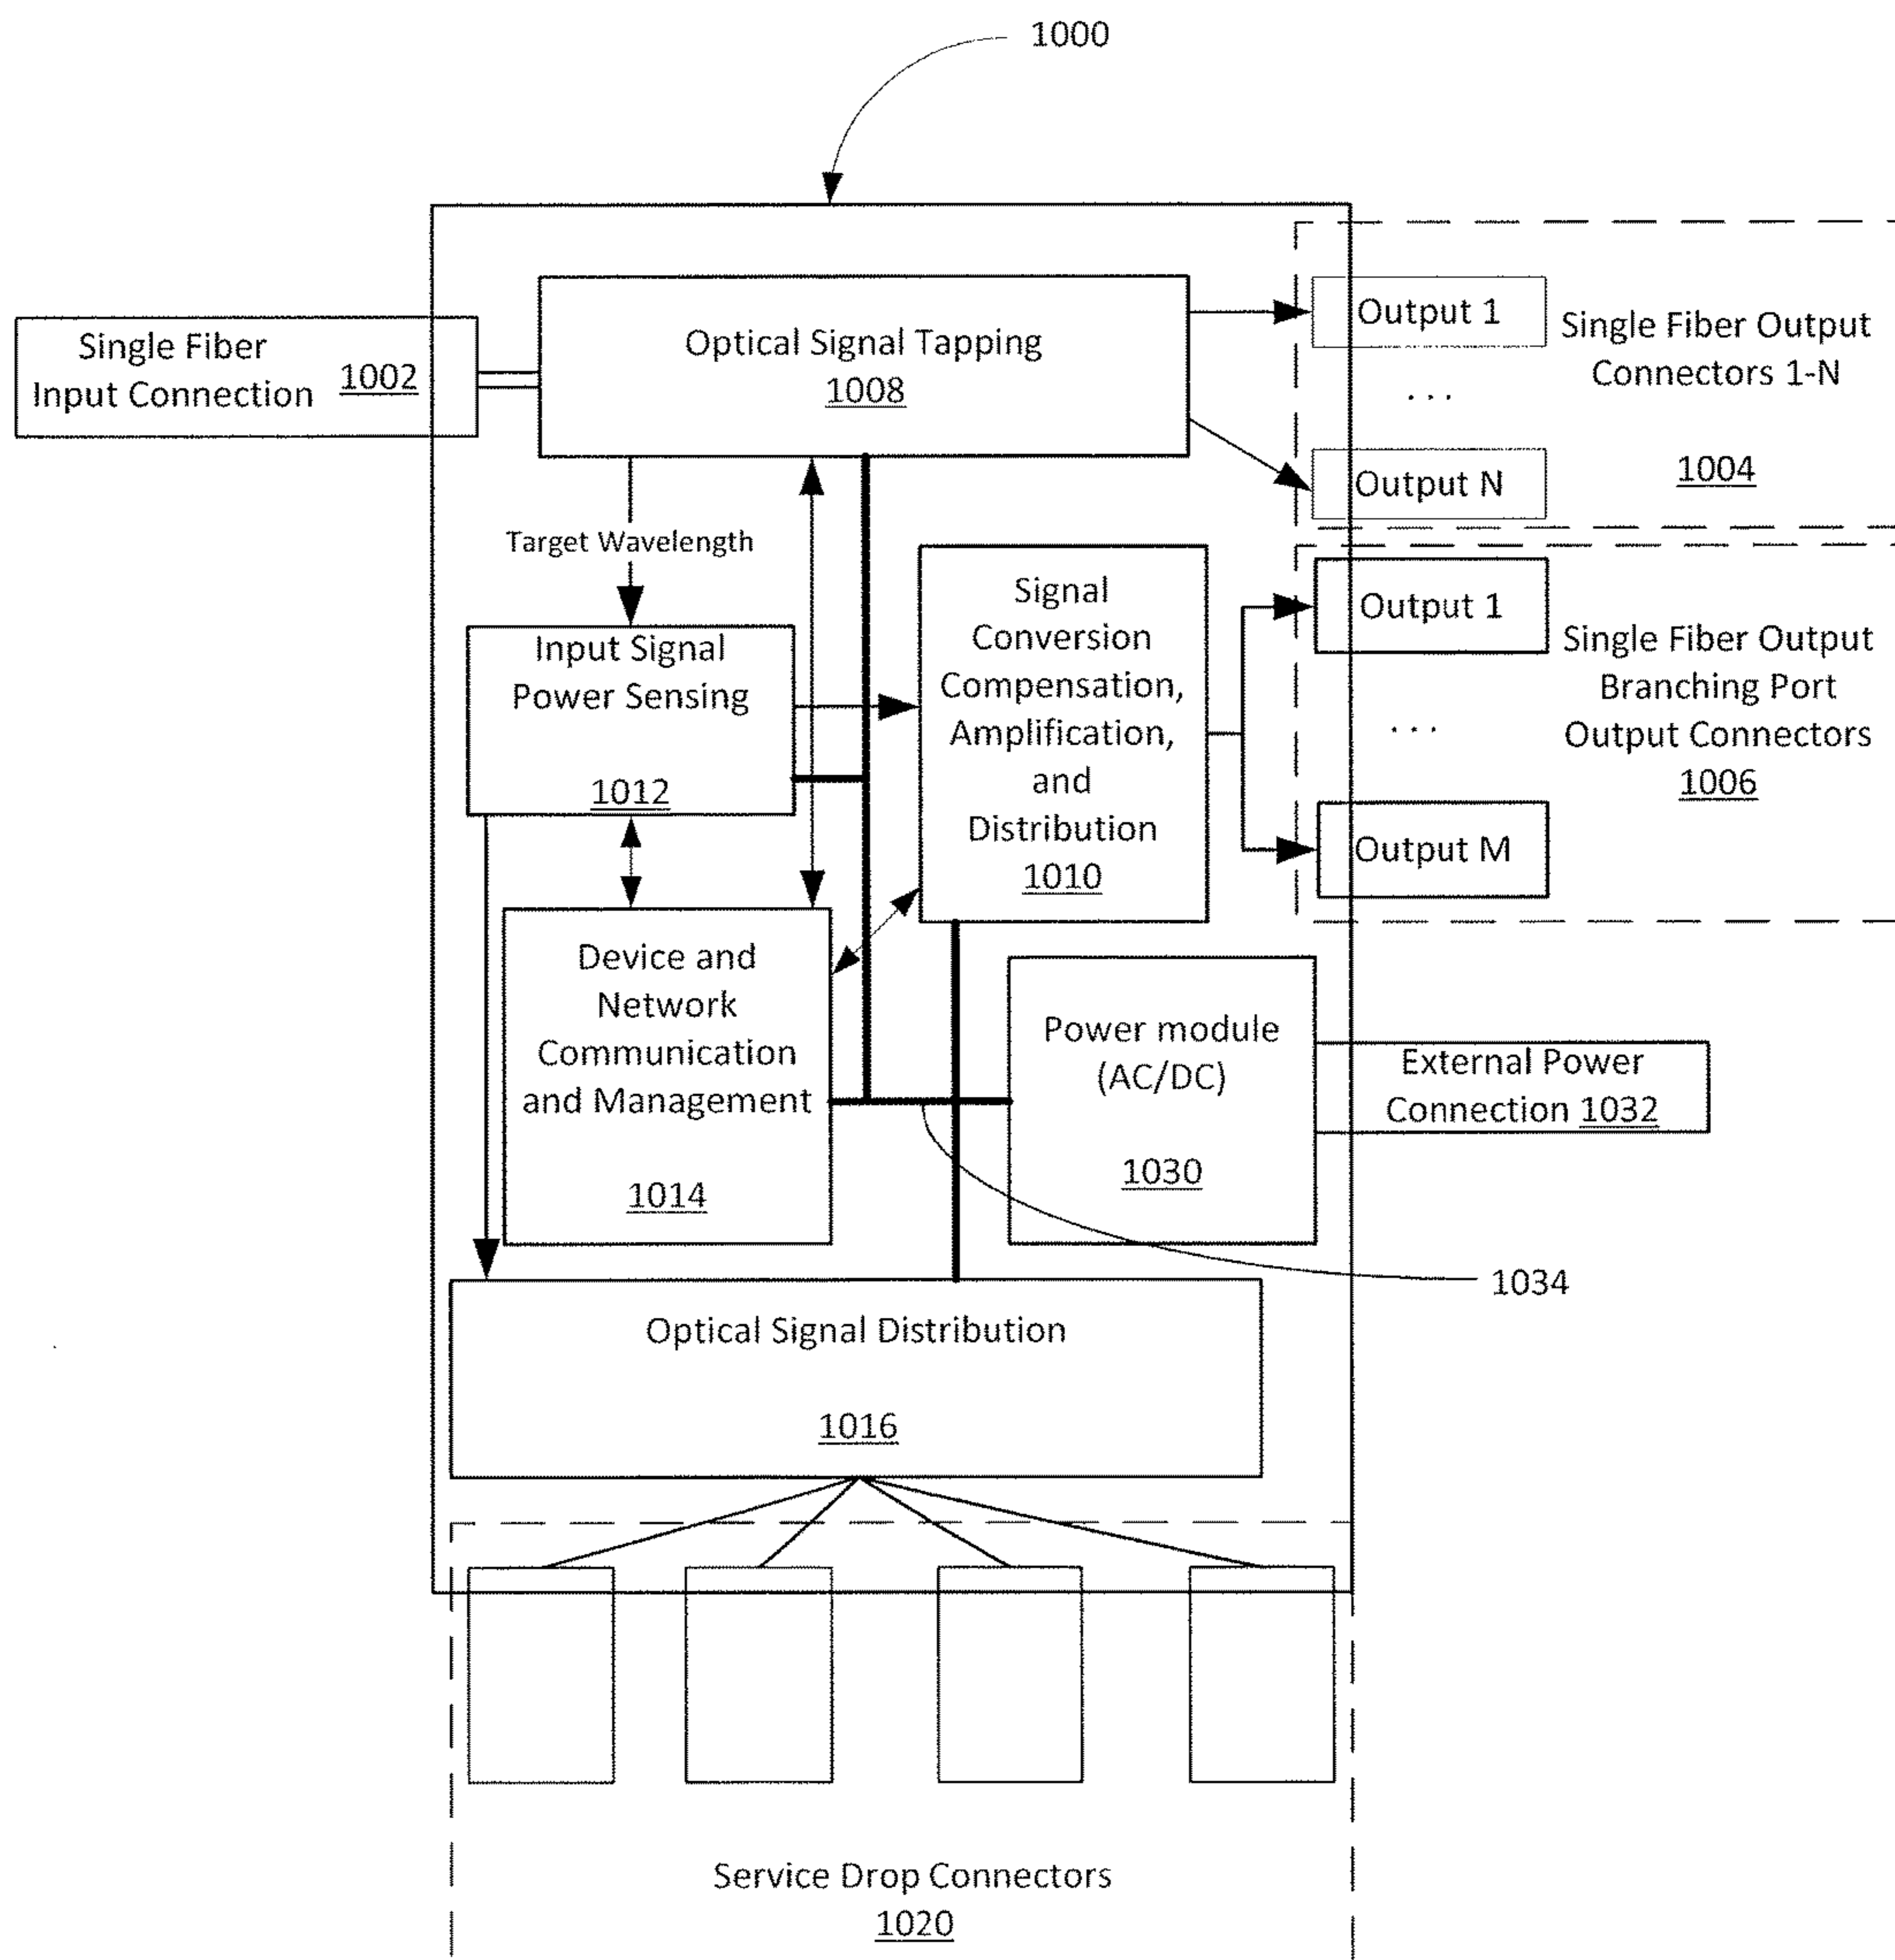 1000
Single Fiber
Input Connection 1002
Optical Signal Tapping
1008
Output 1
...
Output N
Single Fiber Output
Connectors 1-N
1004
Target Wavelength
Input Signal
Power Sensing
1012
Signal
Conversion
Compensation,
Amplification,
and
Distribution
1010
Output 1
...
Output M
Single Fiber Output
Branching Port
Output Connectors
1006
Device and
Network
Communication
and Management
1014
Power module
(AC/DC)
1030
External Power
Connection 1032
1034
Optical Signal Distribution
1016
Service Drop Connectors
1020